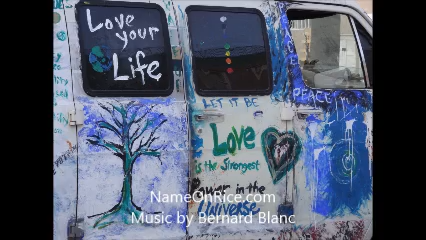 Love
your
Life
LET IT BE
PEACE
Love
is the Strongest
Power in the
Universe
NameOnRice.com
Music by Bernard Blanc